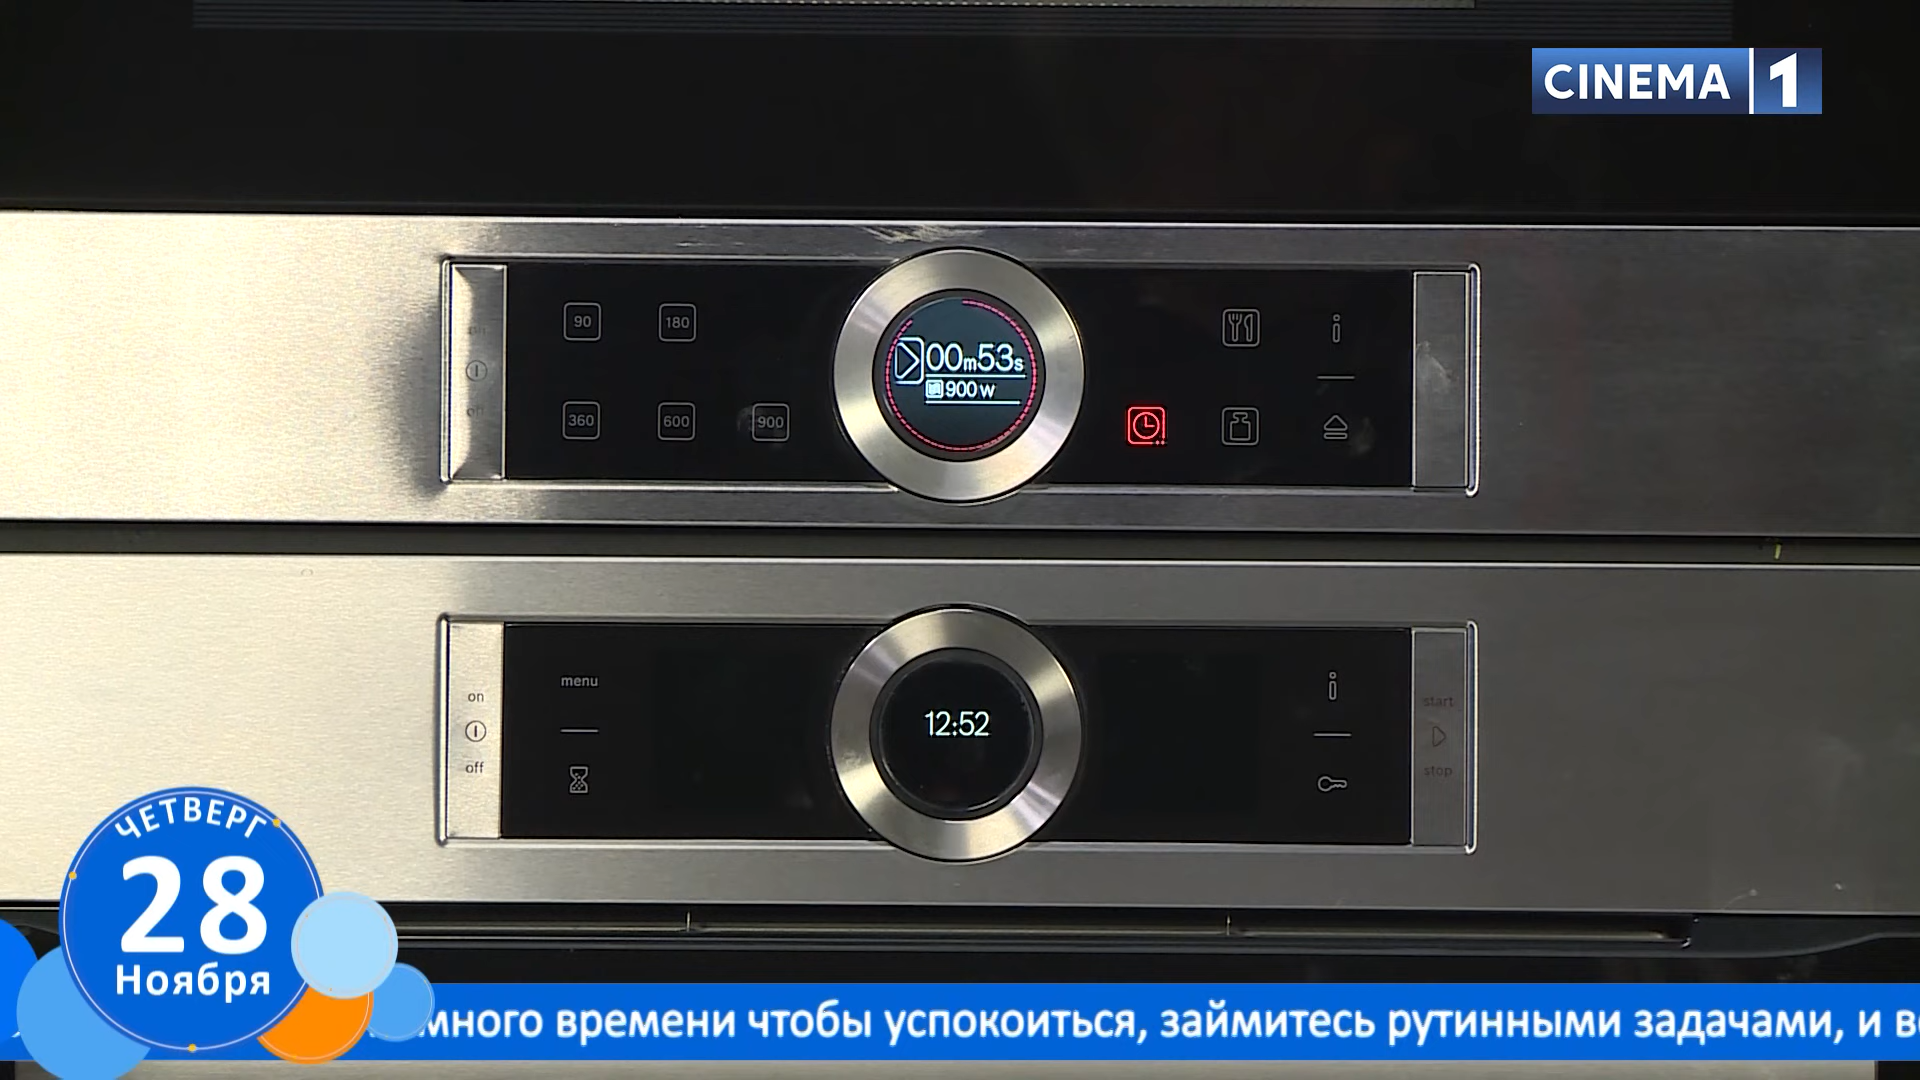 CINEMA 1
90 180
360 600 900
00m53s
900 W
on
off
menu
12:52
start
stop
ЧЕТВЕРГ
28
Ноября
много времени чтобы успокоиться, займитесь рутинными задачами, и